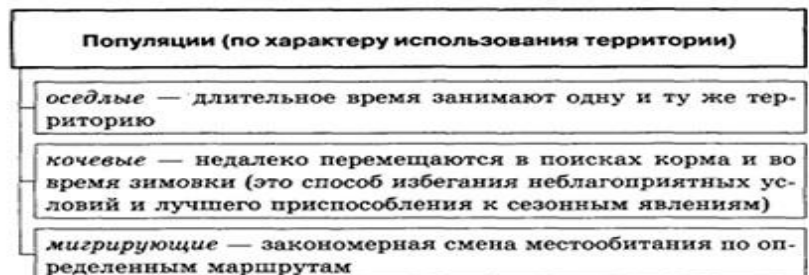 Популяции (по характеру использования территории)
оседлые — длительное время занимают одну и ту же тер-
риторию
кочевые — недалеко перемещаются в поисках корма и во
время зимовки (это способ избегания неблагоприятных ус-
ловий и лучшего приспособления к сезонным явлениям)
мигрирующие — закономерная смена местообитания по оп-
ределенным маршрутам